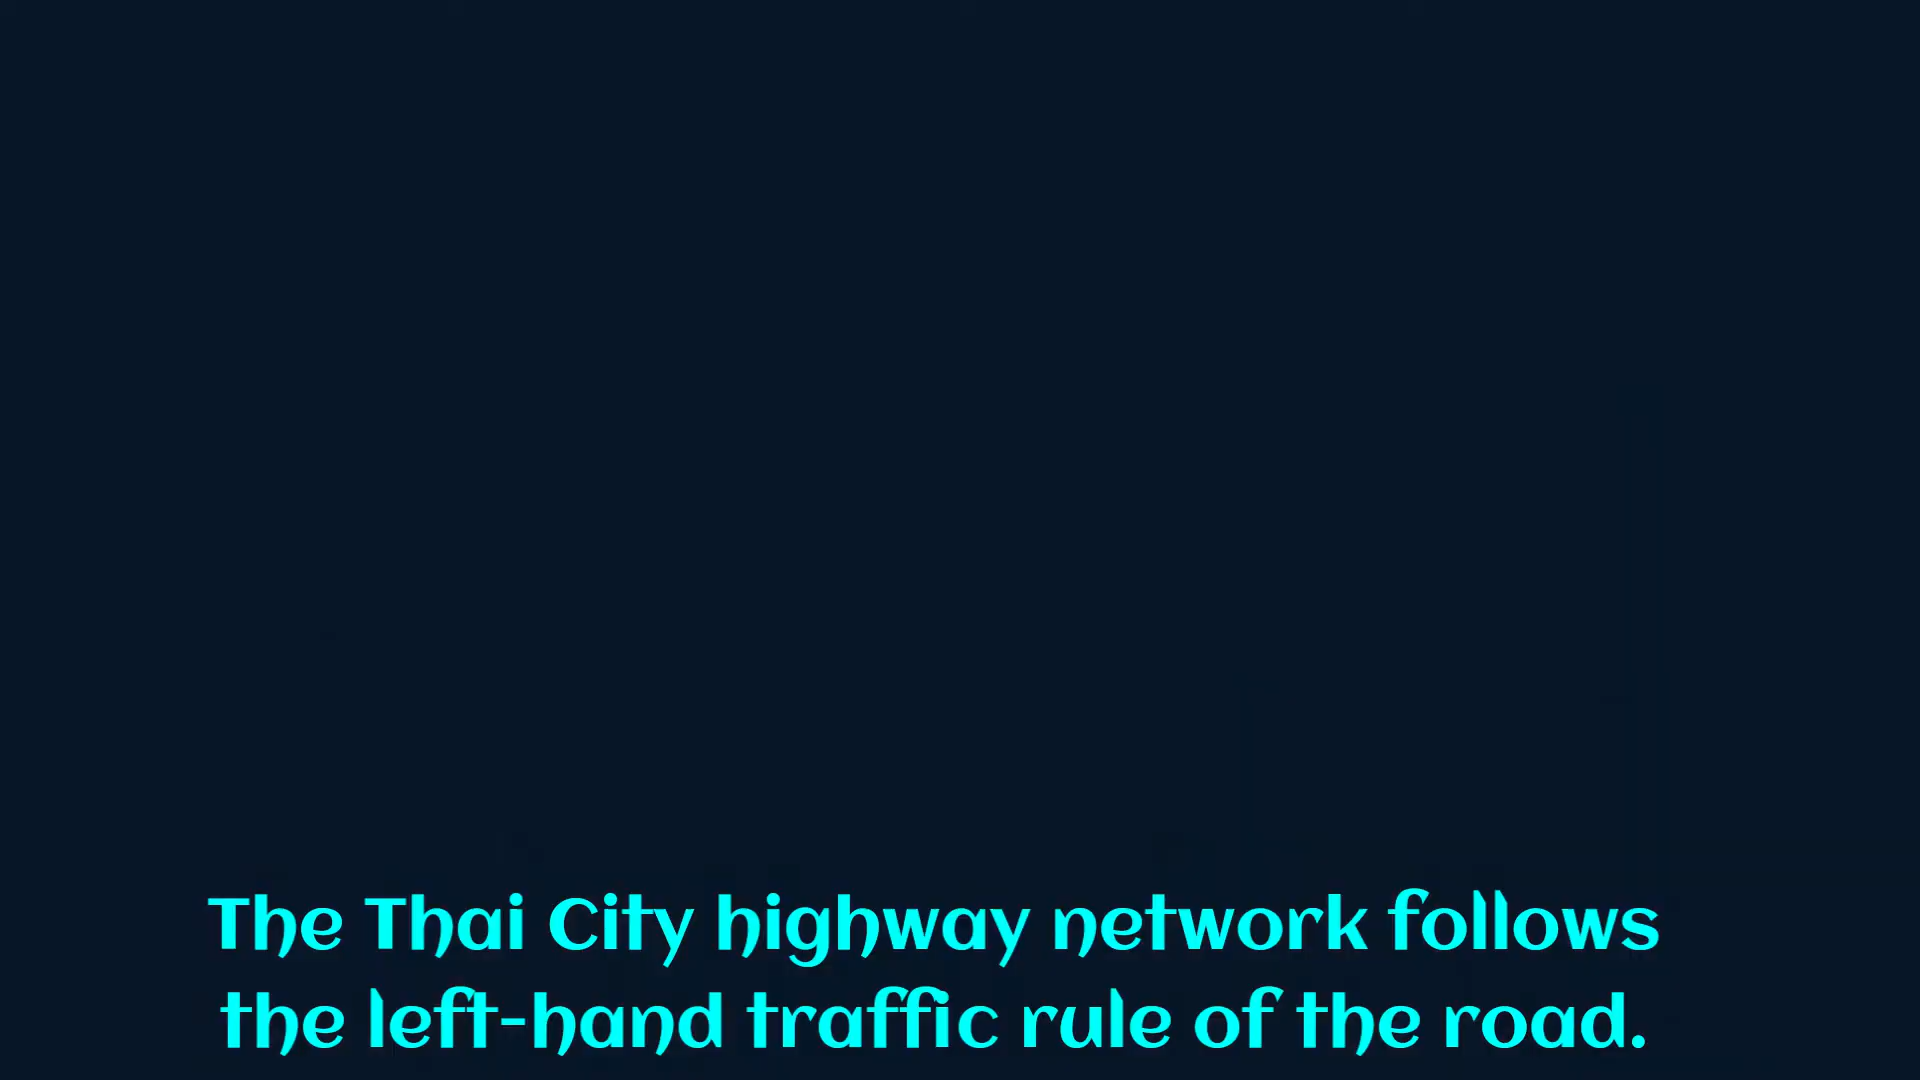 The Thai City highway network follows
the left-hand traffic rule of the road.